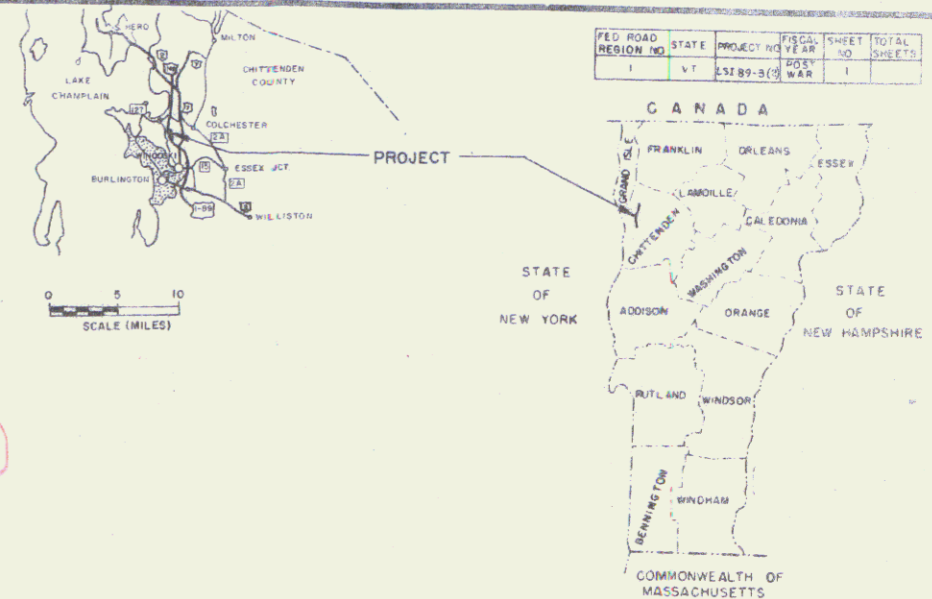 HERO
MILTON
LAKE
CHAMPLAIN
CHITTENDEN
COUNTY
127
COLCHESTER
2A
WINOOSKI
15
ESSEX JCT.
BURLINGTON
2A
I-89
WILLISTON
0 5 10
SCALE (MILES)
PROJECT
FED ROAD REGION NO
STATE
PROJECT NO
FISCAL YEAR
SHEET NO
TOTAL SHEETS
1
VT
POST WAR
1
CANADA
GRAND ISLE
FRANKLIN
ORLEANS
ESSEX
LAMOILLE
CHITTENDEN
CALEDONIA
WASHINGTON
STATE
OF
NEW YORK
ADDISON
ORANGE
STATE
OF
NEW HAMPSHIRE
RUTLAND
WINDSOR
BENNINGTON
WINDHAM
COMMONWEALTH OF
MASSACHUSETTS